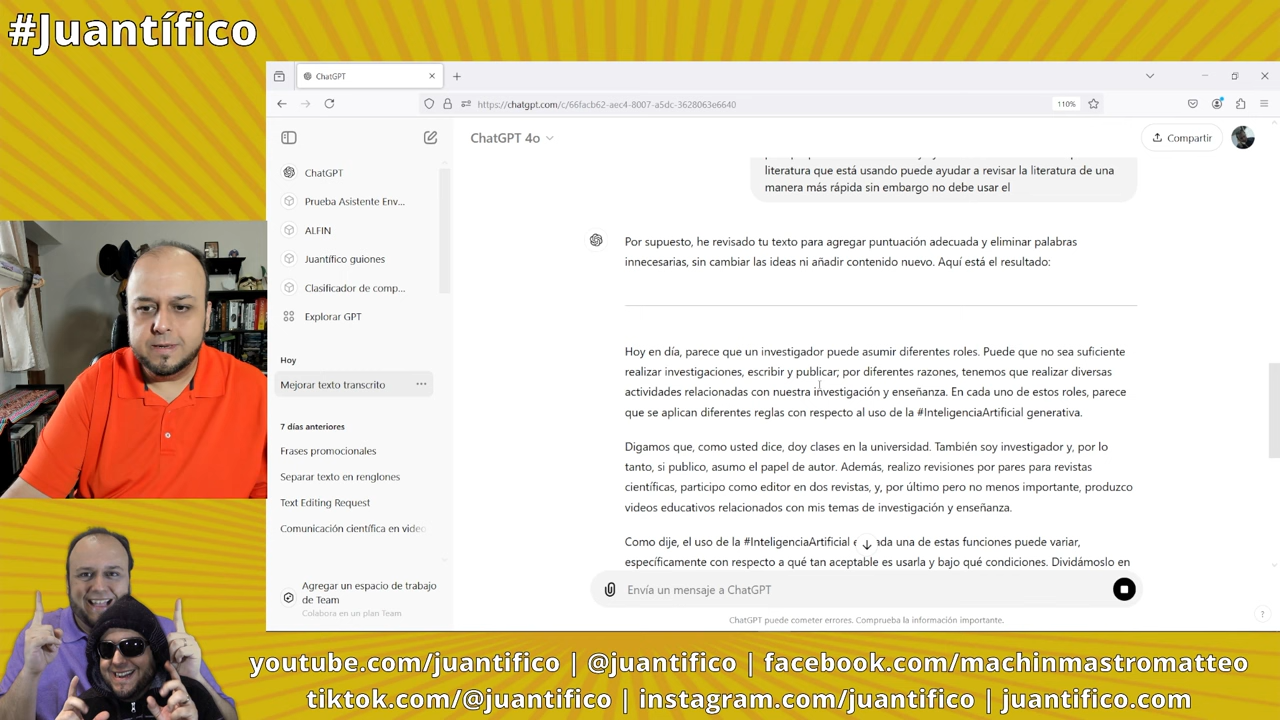 #Juantífico
ChatGPT
https://chatgpt.com/c/66facb62-aec4-8007-a5dc-3628063e6640
110%
ChatGPT 4o
Compartir
ChatGPT
Prueba Asistente Env...
ALFIN
Juantífico guiones
Clasificador de comp...
Explorar GPT
Hoy
Mejorar texto transcrito
7 días anteriores
Frases promocionales
Separar texto en renglones
Text Editing Request
Comunicación científica en video
Agregar un espacio de trabajo
de Team
Colabora en un plan Team
literatura que está usando puede ayudar a revisar la literatura de una
manera más rápida sin embargo no debe usar el
Por supuesto, he revisado tu texto para agregar puntuación adecuada y eliminar palabras
innecesarias, sin cambiar las ideas ni añadir contenido nuevo. Aquí está el resultado:
Hoy en día, parece que un investigador puede asumir diferentes roles. Puede que no sea suficiente
realizar investigaciones, escribir y publicar; por diferentes razones, tenemos que realizar diversas
actividades relacionadas con nuestra investigación y enseñanza. En cada uno de estos roles, parece
que se aplican diferentes reglas con respecto al uso de la #InteligenciaArtificial generativa.
Digamos que, como usted dice, doy clases en la universidad. También soy investigador y, por lo
tanto, si publico, asumo el papel de autor. Además, realizo revisiones por pares para revistas
científicas, participo como editor en dos revistas, y, por último pero no menos importante, produzco
videos educativos relacionados con mis temas de investigación y enseñanza.
Como dije, el uso de la #InteligenciaArtificial una de estas funciones puede variar,
específicamente con respecto a qué tan aceptable es usarla y bajo qué condiciones. Dividámoslo en
Envía un mensaje a ChatGPT
ChatGPT puede cometer errores. Comprueba la información importante.
?
youtube.com/juantifico | @juantifico | facebook.com/machinmastromatteo
tiktok.com/@juantifico | instagram.com/juantifico | juantifico.com